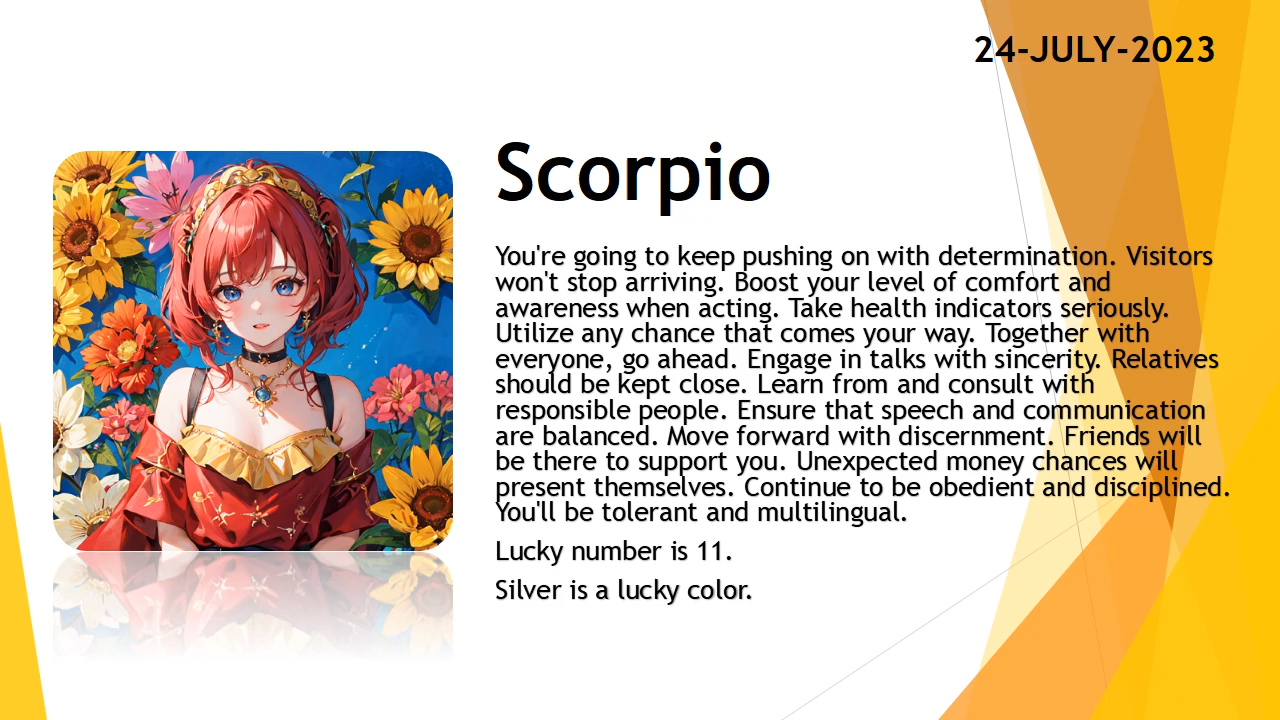 24-JULY-2023
Scorpio
You're going to keep pushing on with determination. Visitors
won't stop arriving. Boost your level of comfort and
awareness when acting. Take health indicators seriously.
Utilize any chance that comes your way. Together with
everyone, go ahead. Engage in talks with sincerity. Relatives
should be kept close. Learn from and consult with
responsible people. Ensure that speech and communication
are balanced. Move forward with discernment. Friends will
be there to support you. Unexpected money chances will
present themselves. Continue to be obedient and disciplined.
You'll be tolerant and multilingual.
Lucky number is 11.
Silver is a lucky color.